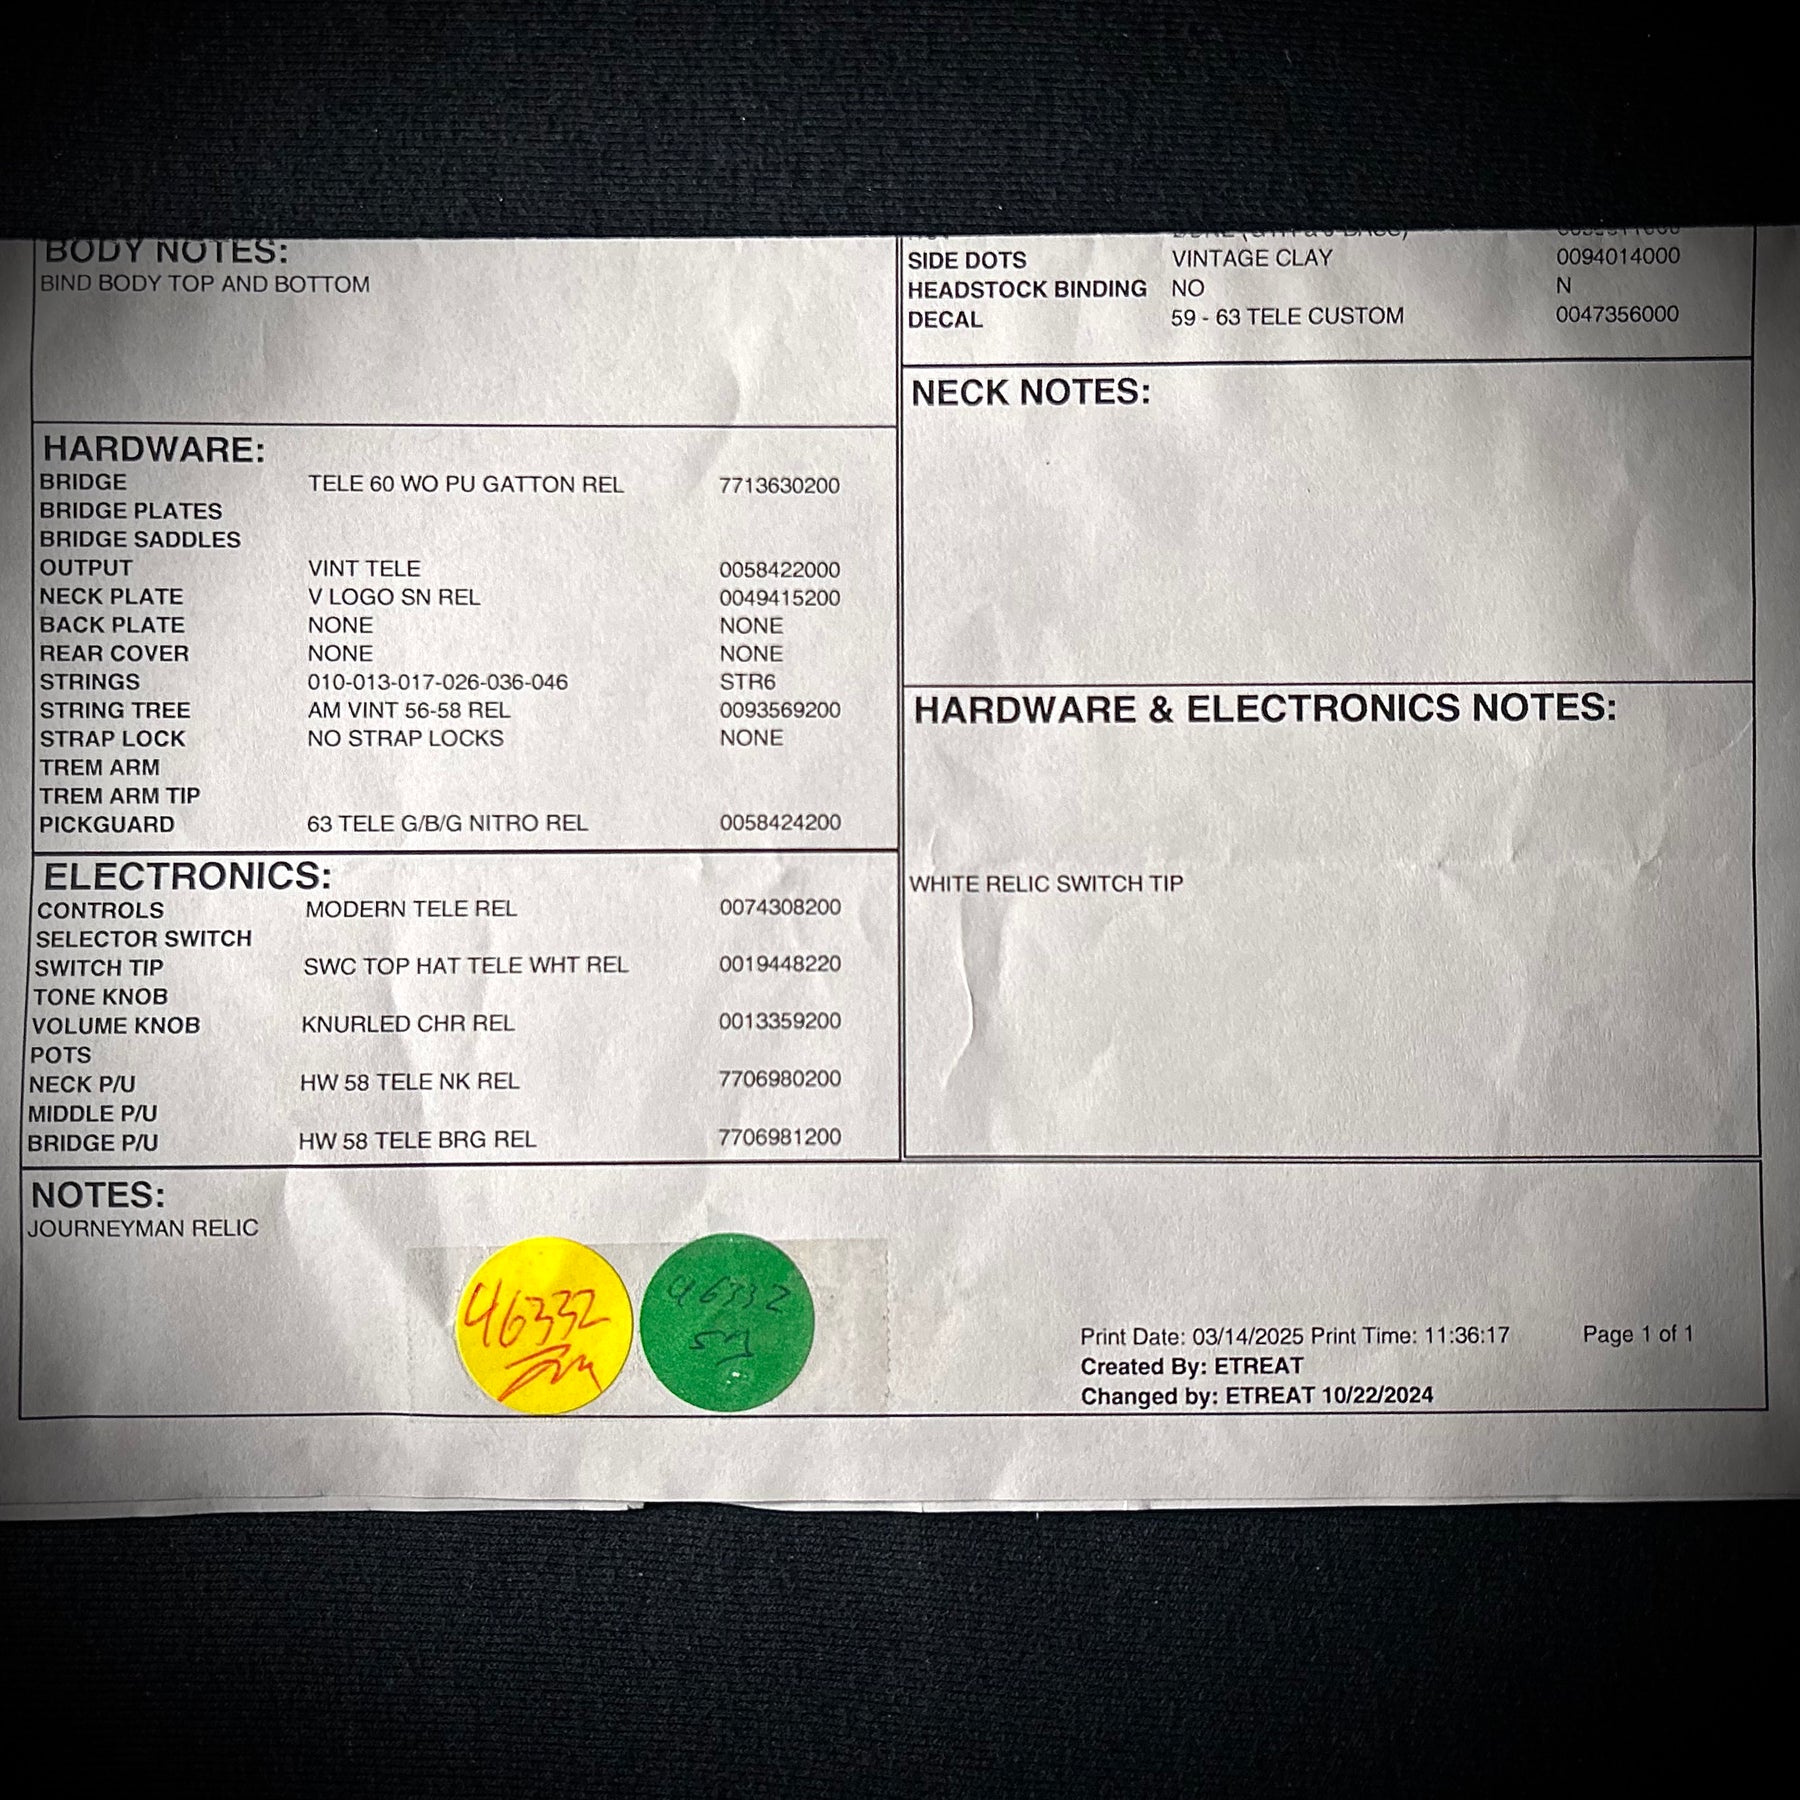 BODY NOTES:
BIND BODY TOP AND BOTTOM
HARDWARE:
BRIDGE TELE 60 WO PU GATTON REL 7713630200
BRIDGE PLATES
BRIDGE SADDLES
OUTPUT VINT TELE 0058422000
NECK PLATE V LOGO SN REL 0049415200
BACK PLATE NONE NONE
REAR COVER NONE NONE
STRINGS 010-013-017-026-036-046 STR6
STRING TREE AM VINT 56-58 REL 0093569200
STRAP LOCK NO STRAP LOCKS NONE
TREM ARM
TREM ARM TIP
PICKGUARD 63 TELE G/B/G NITRO REL 0058424200
ELECTRONICS:
CONTROLS MODERN TELE REL 0074308200
SELECTOR SWITCH
SWITCH TIP SWC TOP HAT TELE WHT REL 0019448220
TONE KNOB
VOLUME KNOB KNURLED CHR REL 0013359200
POTS
NECK P/U HW 58 TELE NK REL 7706980200
MIDDLE P/U
BRIDGE P/U HW 58 TELE BRG REL 7706981200
SIDE DOTS VINTAGE CLAY 0094014000
HEADSTOCK BINDING NO N
DECAL 59 - 63 TELE CUSTOM 0047356000
NECK NOTES:
HARDWARE & ELECTRONICS NOTES:
WHITE RELIC SWITCH TIP
NOTES:
JOURNEYMAN RELIC
46332
46332
Print Date: 03/14/2025 Print Time: 11:36:17 Page 1 of 1
Created By: ETREAT
Changed by: ETREAT 10/22/2024